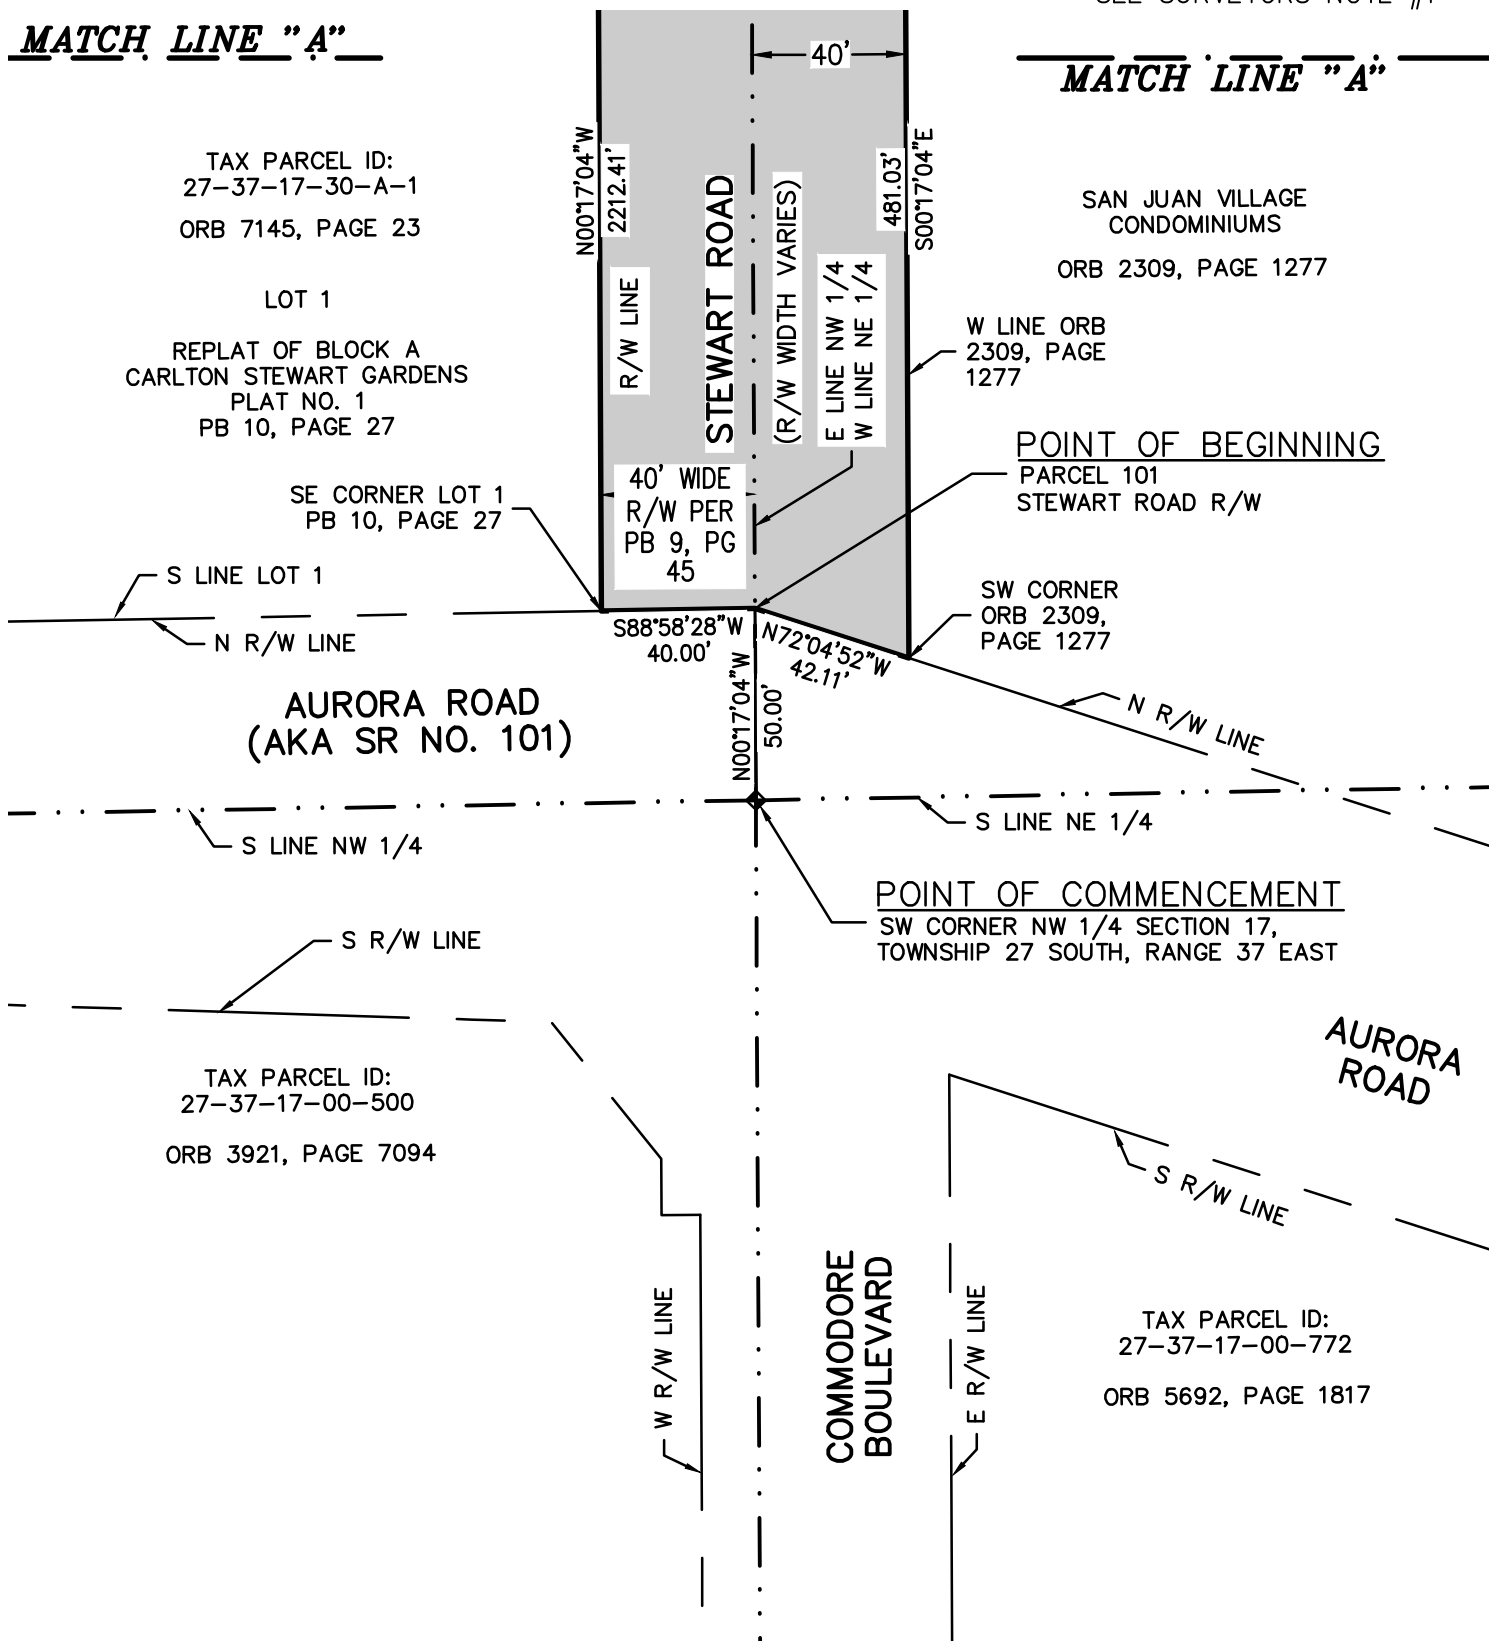 MATCH LINE "A"
40'
MATCH LINE "A"
TAX PARCEL ID:
27-37-17-30-A-1
ORB 7145, PAGE 23
LOT 1
REPLAT OF BLOCK A
CARLTON STEWART GARDENS
PLAT NO. 1
PB 10, PAGE 27
N00°17'04"W
2212.41'
R/W LINE
STEWART ROAD
(R/W WIDTH VARIES)
E LINE NW 1/4
W LINE NE 1/4
481.03'
S00°17'04"E
SAN JUAN VILLAGE
CONDOMINIUMS
ORB 2309, PAGE 1277
W LINE ORB
2309, PAGE
1277
POINT OF BEGINNING
PARCEL 101
STEWART ROAD R/W
40' WIDE
R/W PER
PB 9, PG
45
SE CORNER LOT 1
PB 10, PAGE 27
S LINE LOT 1
N R/W LINE
SW CORNER
ORB 2309,
PAGE 1277
S88°58'28"W
40.00'
N72°04'52"W
42.11'
N00°17'04"W
50.00'
N R/W LINE
AURORA ROAD
(AKA SR NO. 101)
S LINE NW 1/4
S LINE NE 1/4
POINT OF COMMENCEMENT
SW CORNER NW 1/4 SECTION 17,
TOWNSHIP 27 SOUTH, RANGE 37 EAST
S R/W LINE
AURORA
ROAD
TAX PARCEL ID:
27-37-17-00-500
ORB 3921, PAGE 7094
S R/W LINE
W R/W LINE
COMMODORE
BOULEVARD
E R/W LINE
TAX PARCEL ID:
27-37-17-00-772
ORB 5692, PAGE 1817